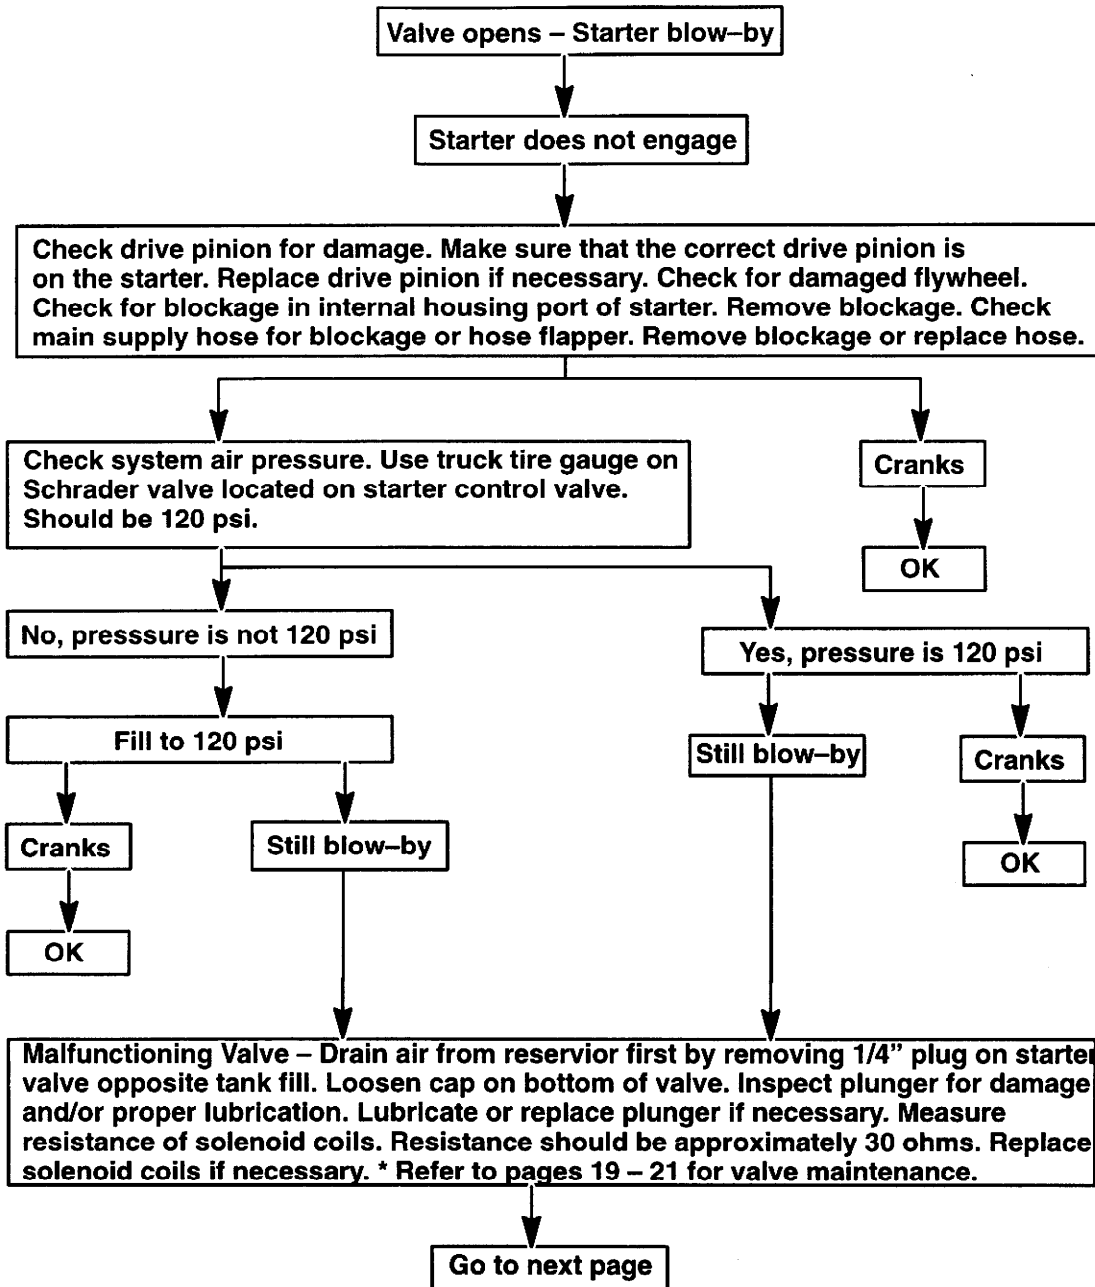 Valve opens – Starter blow–by
Starter does not engage
Check drive pinion for damage. Make sure that the correct drive pinion is
on the starter. Replace drive pinion if necessary. Check for damaged flywheel.
Check for blockage in internal housing port of starter. Remove blockage. Check
main supply hose for blockage or hose flapper. Remove blockage or replace hose.
Check system air pressure. Use truck tire gauge on
Schrader valve located on starter control valve.
Should be 120 psi.
Cranks
OK
No, presssure is not 120 psi
Yes, pressure is 120 psi
Fill to 120 psi
Still blow–by
Cranks
Cranks
Still blow–by
OK
OK
Malfunctioning Valve – Drain air from reservior first by removing 1/4” plug on starter
valve opposite tank fill. Loosen cap on bottom of valve. Inspect plunger for damage
and/or proper lubrication. Lubricate or replace plunger if necessary. Measure
resistance of solenoid coils. Resistance should be approximately 30 ohms. Replace
solenoid coils if necessary. * Refer to pages 19 – 21 for valve maintenance.
Go to next page